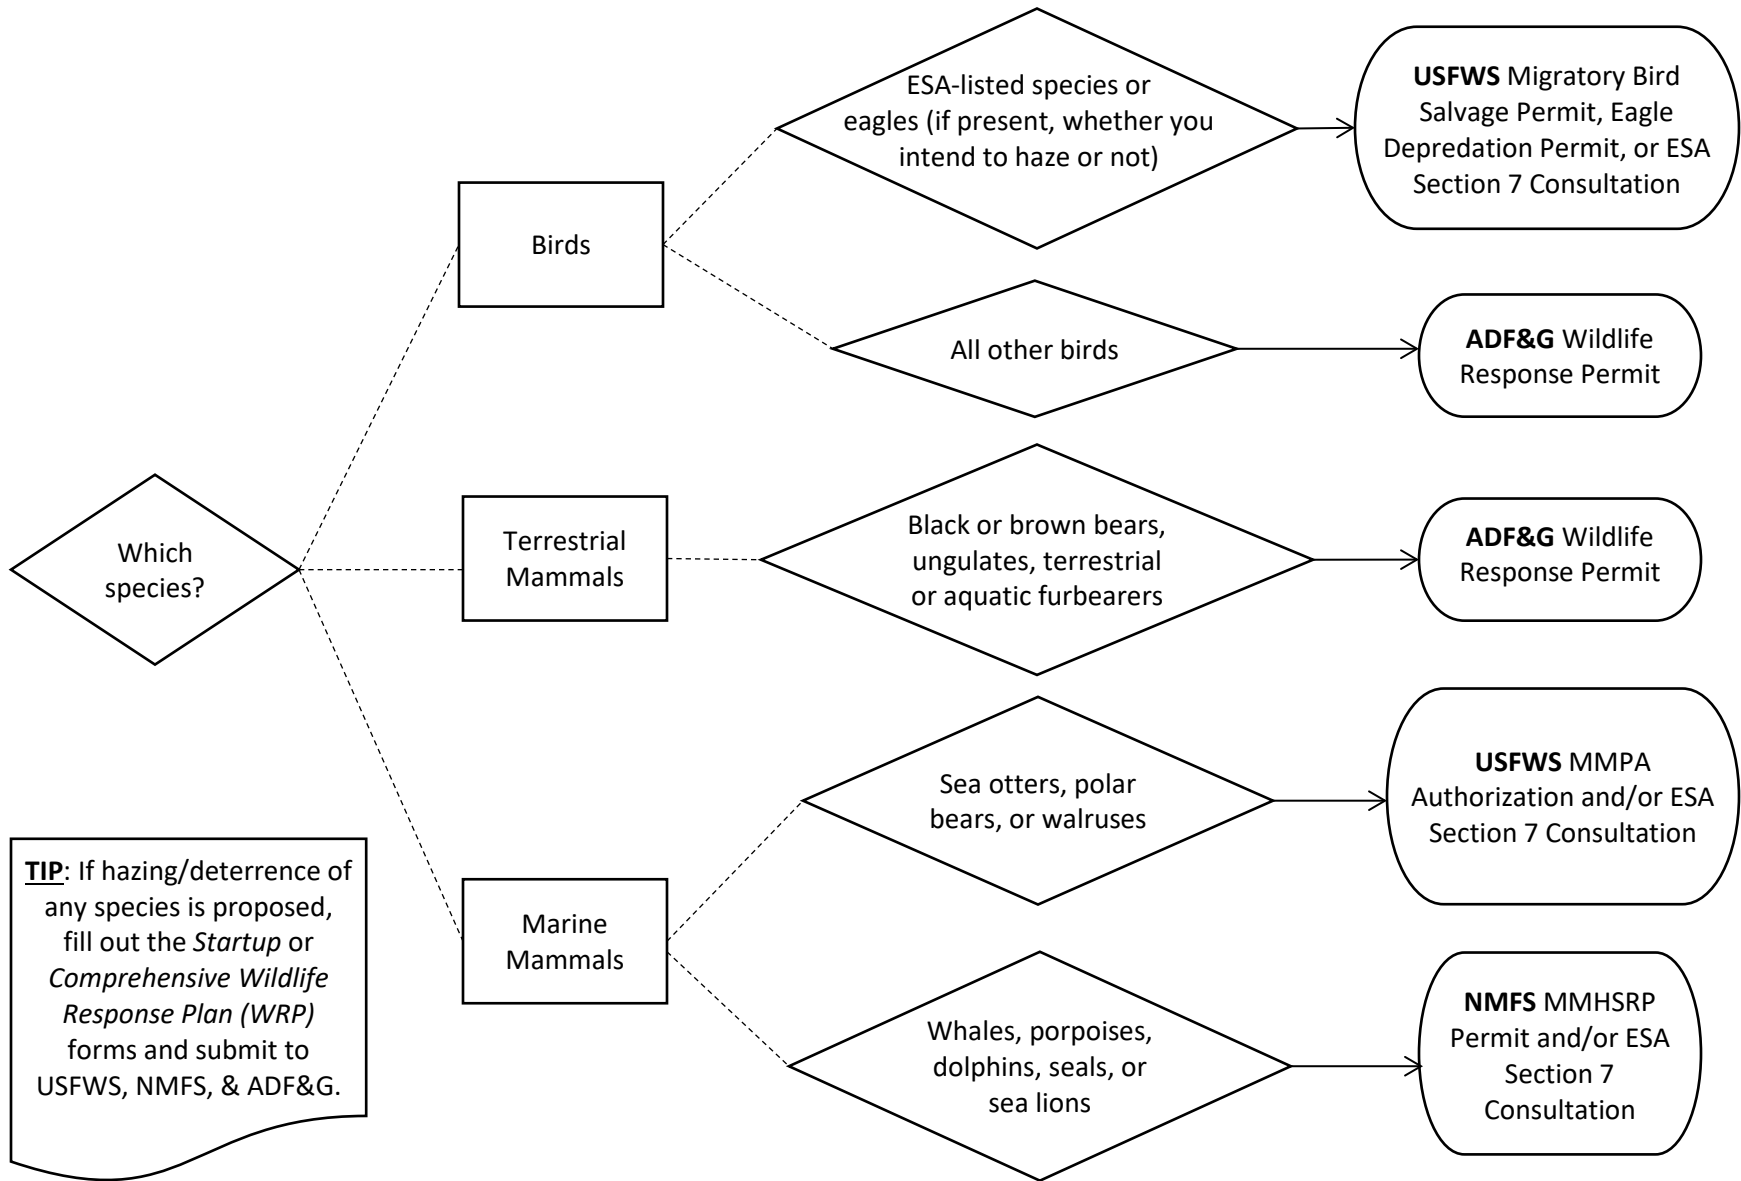 Which
species?
Birds
ESA-listed species or
eagles (if present, whether you
intend to haze or not)
USFWS Migratory Bird
Salvage Permit, Eagle
Depredation Permit, or ESA
Section 7 Consultation
All other birds
ADF&G Wildlife
Response Permit
Terrestrial
Mammals
Black or brown bears,
ungulates, terrestrial
or aquatic furbearers
ADF&G Wildlife
Response Permit
Marine
Mammals
Sea otters, polar
bears, or walruses
USFWS MMPA
Authorization and/or ESA
Section 7 Consultation
Whales, porpoises,
dolphins, seals, or
sea lions
NMFS MMHSRP
Permit and/or ESA
Section 7
Consultation
TIP: If hazing/deterrence of
any species is proposed,
fill out the Startup or
Comprehensive Wildlife
Response Plan (WRP)
forms and submit to
USFWS, NMFS, & ADF&G.